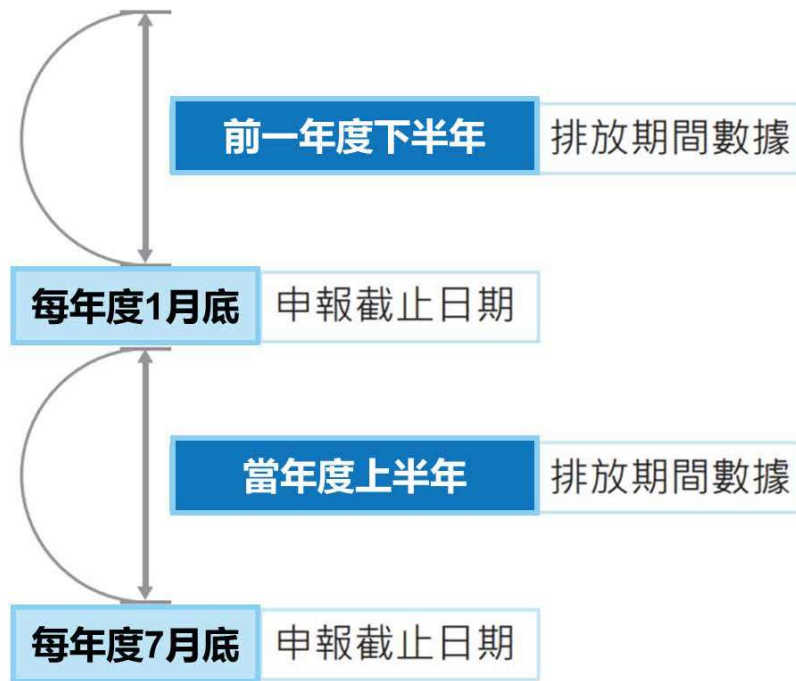 前一年度下半年 排放期間數據
每年度1月底 申報截止日期
當年度上半年 排放期間數據
每年度7月底 申報截止日期